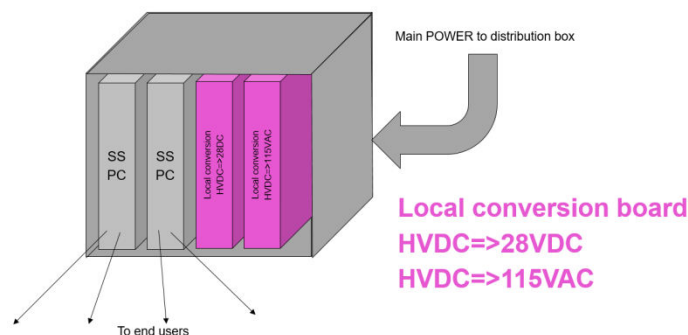 Main POWER to distribution box
SS
PC
SS
PC
Local conversion
HVDC=>28DC
Local conversion
HVDC=>115VAC
Local conversion board
HVDC=>28VDC
HVDC=>115VAC
To end users